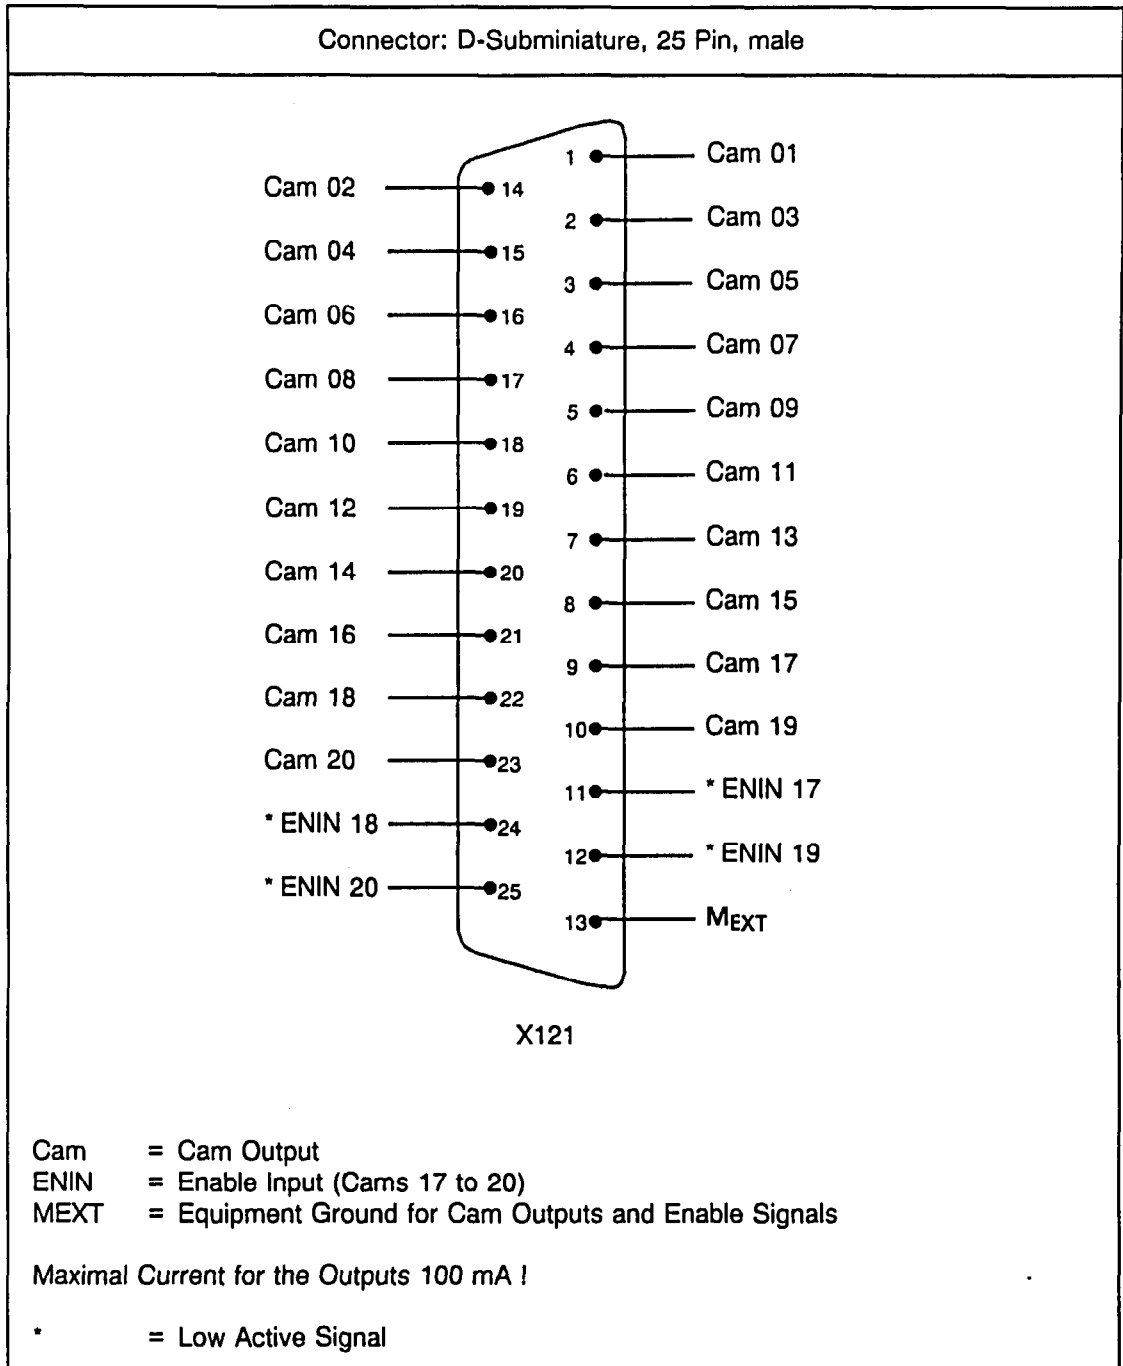 Connector: D-Subminiature, 25 Pin, male
1 Cam 01
Cam 02 14
2 Cam 03
Cam 04 15
3 Cam 05
Cam 06 16
4 Cam 07
Cam 08 17
5 Cam 09
Cam 10 18
6 Cam 11
Cam 12 19
7 Cam 13
Cam 14 20
8 Cam 15
Cam 16 21
9 Cam 17
Cam 18 22
10 Cam 19
Cam 20 23
11 * ENIN 17
* ENIN 18 24
12 * ENIN 19
* ENIN 20 25
13 MEXT
X121
Cam = Cam Output
ENIN = Enable Input (Cams 17 to 20)
MEXT = Equipment Ground for Cam Outputs and Enable Signals
Maximal Current for the Outputs 100 mA !
* = Low Active Signal